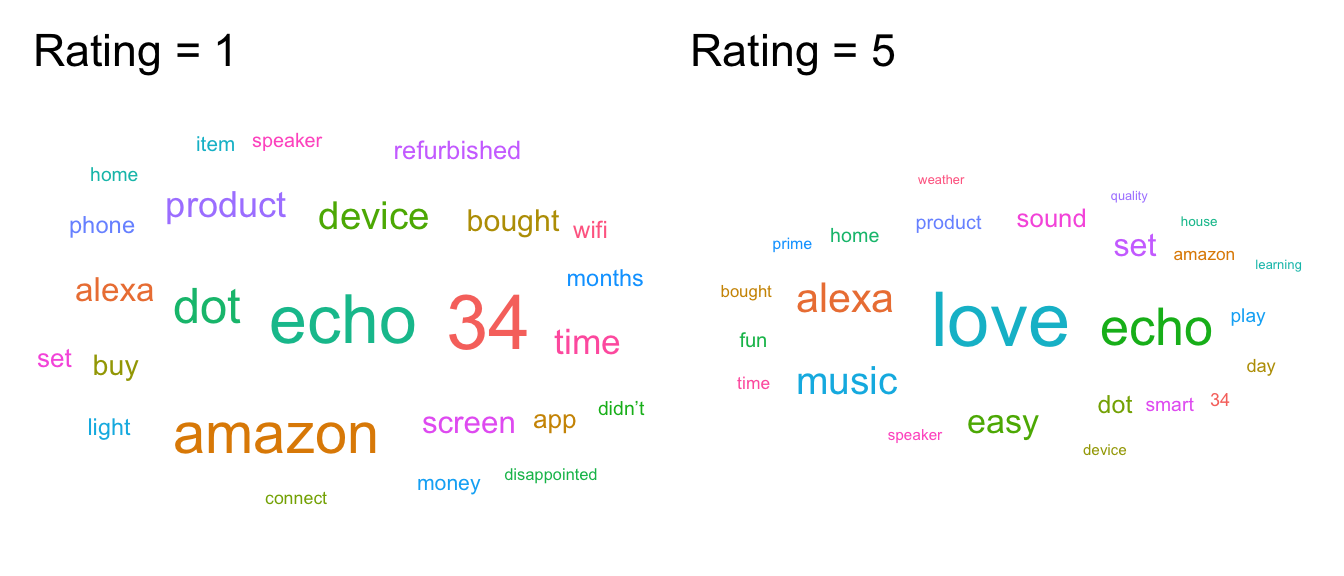 Rating = 1
item speaker refurbished
home
product device bought
phone wifi
months
alexa dot echo 34 time
set buy
light amazon screen app didn't
money disappointed
connect
Rating = 5
weather
quality
product sound house
prime home set amazon
learning
bought alexa love echo play
fun
time music day
dot smart 34
speaker easy
device